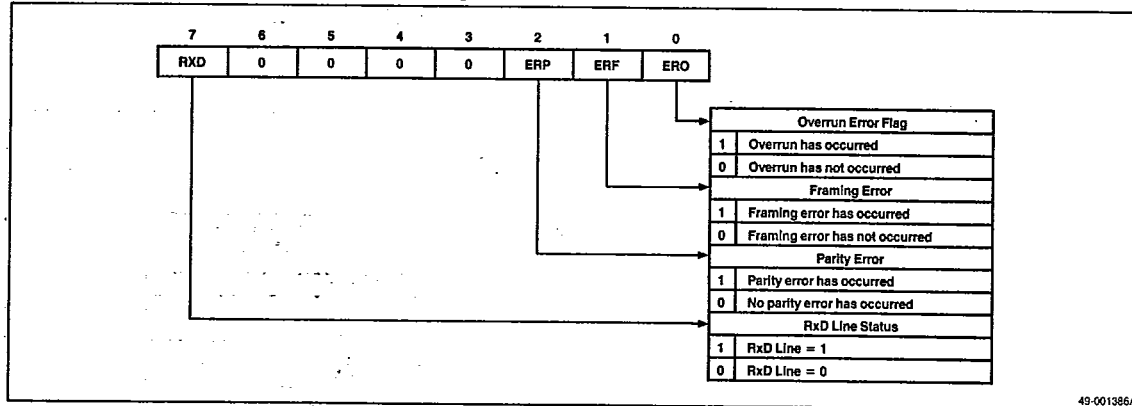 7 6 5 4 3 2 1 0
RXD 0 0 0 0 ERP ERF ERO
Overrun Error Flag
1 Overrun has occurred
0 Overrun has not occurred
Framing Error
1 Framing error has occurred
0 Framing error has not occurred
Parity Error
1 Parity error has occurred
0 No parity error has occurred
RxD Line Status
1 RxD Line = 1
0 RxD Line = 0
49-001386A